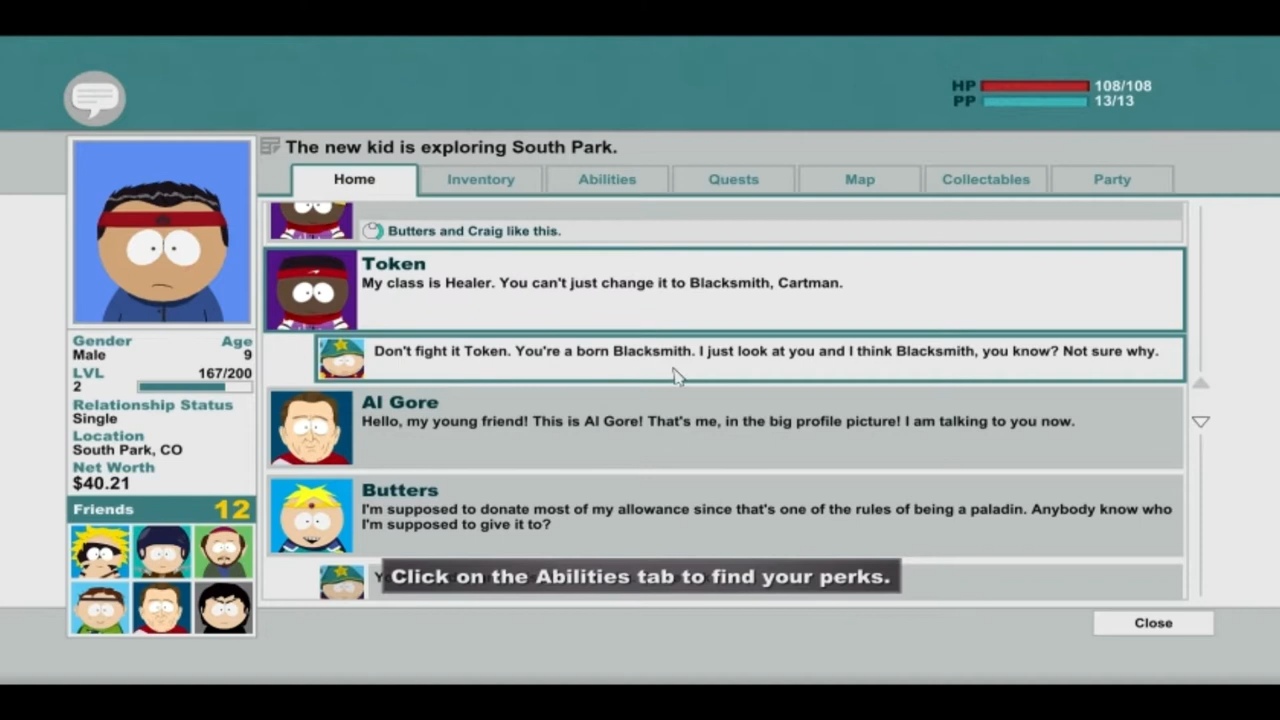 HP 108/108
PP 13/13
The new kid is exploring South Park.
Home Inventory Abilities Quests Map Collectables Party
Butters and Craig like this.
Token
My class is Healer. You can't just change it to Blacksmith, Cartman.
Don't fight it Token. You're a born Blacksmith. I just look at you and I think Blacksmith, you know? Not sure why.
Al Gore
Hello, my young friend! This is Al Gore! That's me, in the big profile picture! I am talking to you now.
Butters
I'm supposed to donate most of my allowance since that's one of the rules of being a paladin. Anybody know who
I'm supposed to give it to?
Click on the Abilities tab to find your perks.
Gender Age
Male 9
LVL 167/200
2
Relationship Status
Single
Location
South Park, CO
Net Worth
$40.21
Friends 12
Close